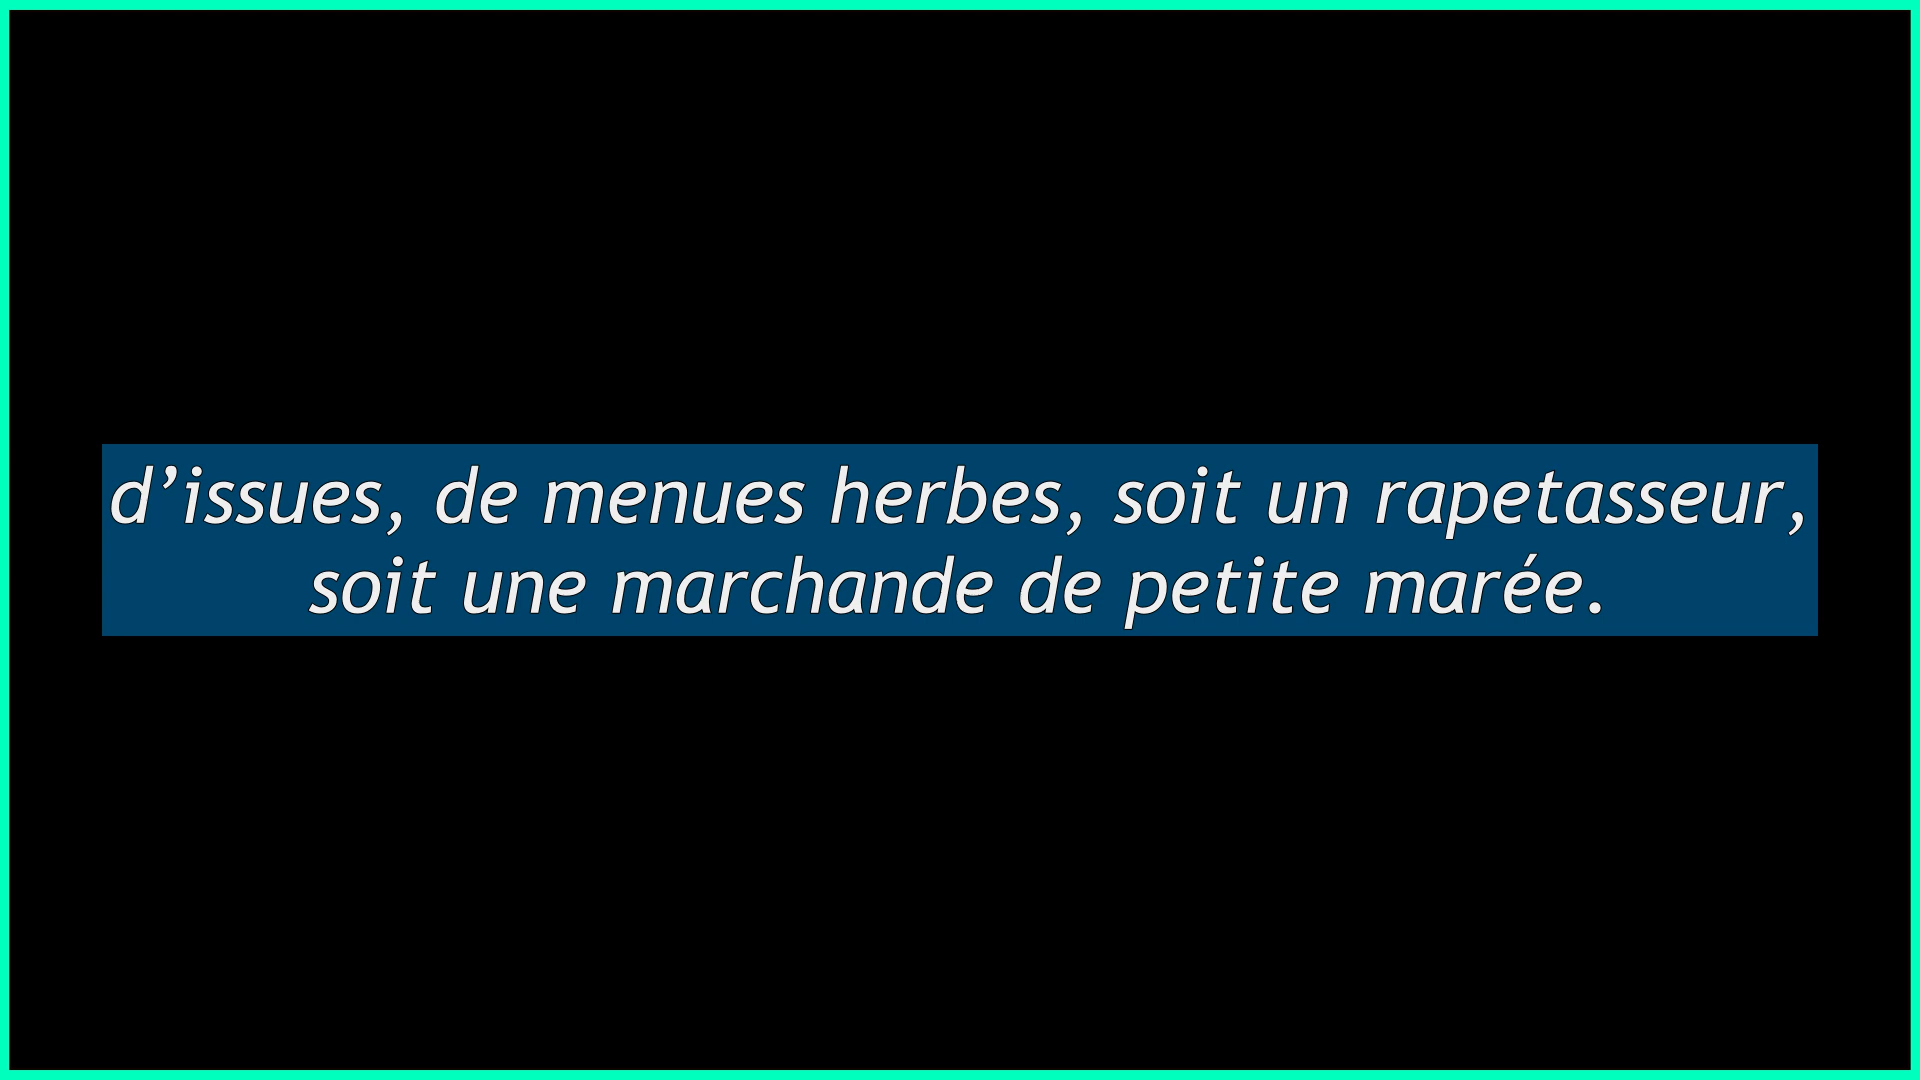 d’issues, de menues herbes, soit un rapetasseur,
soit une marchande de petite marée.